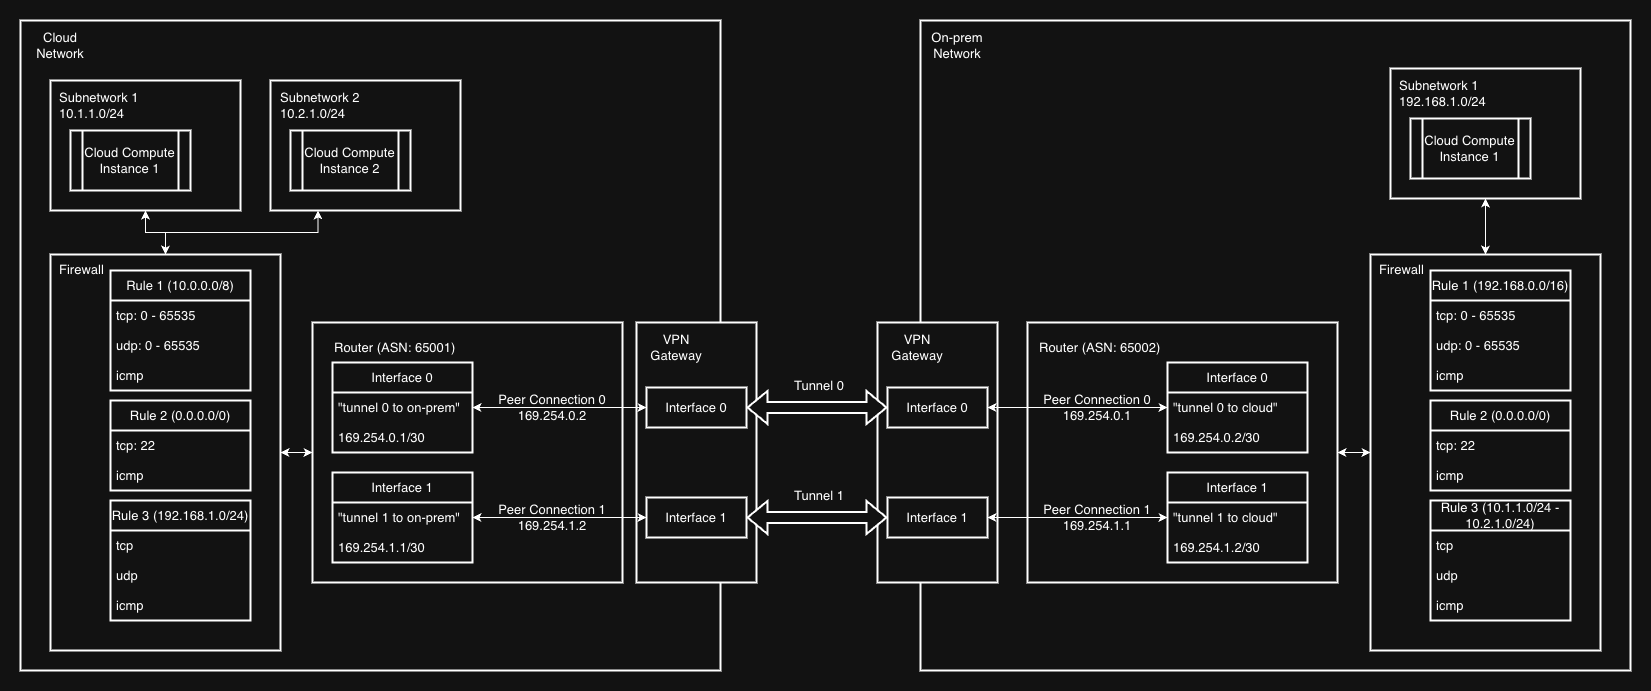 Cloud
Network
Subnetwork 1
10.1.1.0/24
Cloud Compute
Instance 1
Subnetwork 2
10.2.1.0/24
Cloud Compute
Instance 2
Firewall
Rule 1 (10.0.0.0/8)
tcp: 0 - 65535
udp: 0 - 65535
icmp
Rule 2 (0.0.0.0/0)
tcp: 22
icmp
Rule 3 (192.168.1.0/24)
tcp
udp
icmp
Router (ASN: 65001)
Interface 0
"tunnel 0 to on-prem"
169.254.0.1/30
Interface 1
"tunnel 1 to on-prem"
169.254.1.1/30
Peer Connection 0
169.254.0.2
Peer Connection 1
169.254.1.2
VPN
Gateway
Interface 0
Interface 1
Tunnel 0
Tunnel 1
On-prem
Network
VPN
Gateway
Interface 0
Interface 1
Peer Connection 0
169.254.0.1
Peer Connection 1
169.254.1.1
Router (ASN: 65002)
Interface 0
"tunnel 0 to cloud"
169.254.0.2/30
Interface 1
"tunnel 1 to cloud"
169.254.1.2/30
Subnetwork 1
192.168.1.0/24
Cloud Compute
Instance 1
Firewall
Rule 1 (192.168.0.0/16)
tcp: 0 - 65535
udp: 0 - 65535
icmp
Rule 2 (0.0.0.0/0)
tcp: 22
icmp
Rule 3 (10.1.1.0/24 -
10.2.1.0/24)
tcp
udp
icmp